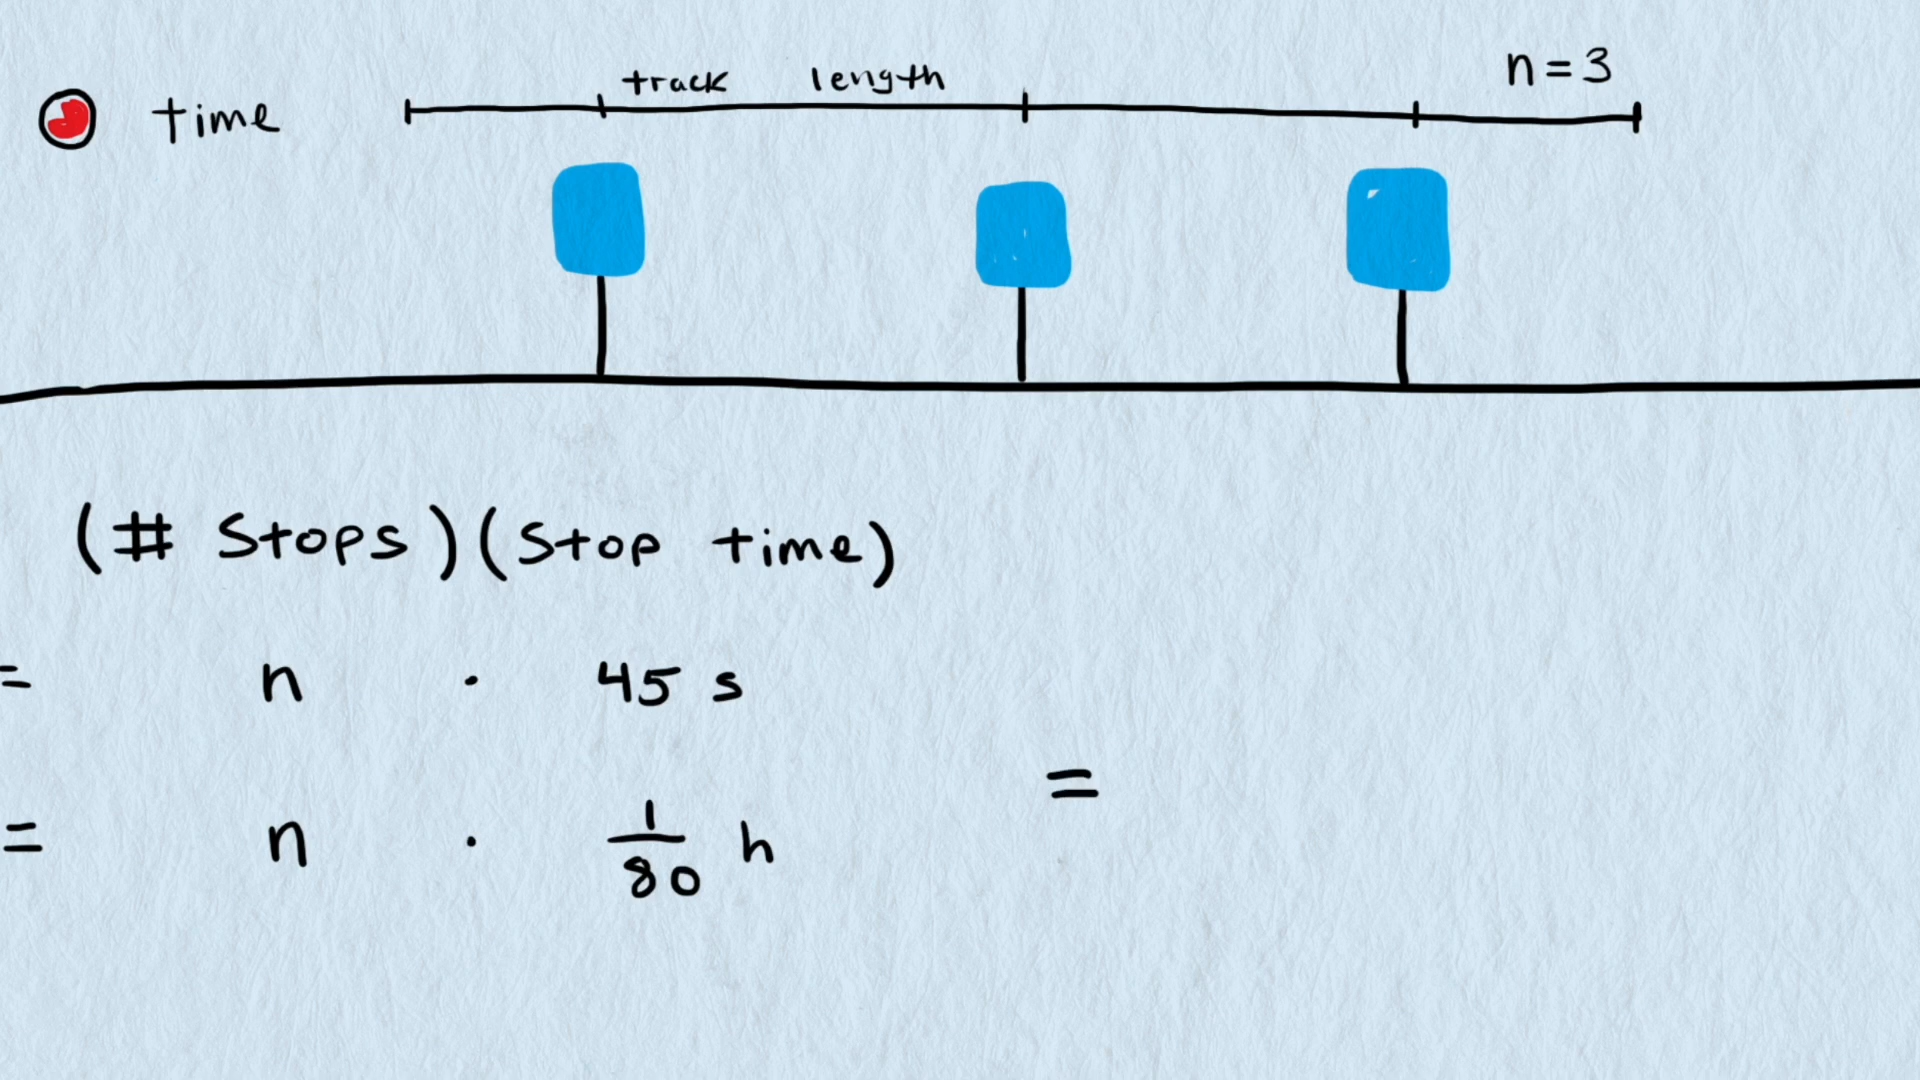 n = 3
track length
time
(# Stops)(Stop time)
= n · 45 s
= n · 1/80 h
=